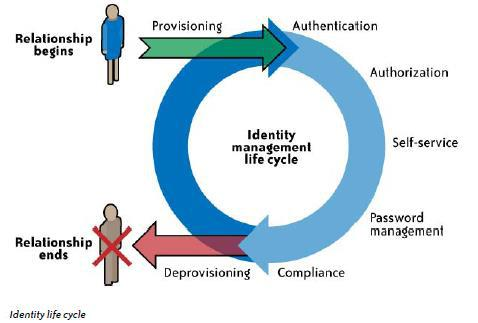 Provisioning
Authentication
Relationship
begins
Authorization
Identity
management
life cycle
Self-service
Password
management
Relationship
ends
Deprovisioning
Compliance
Identity life cycle